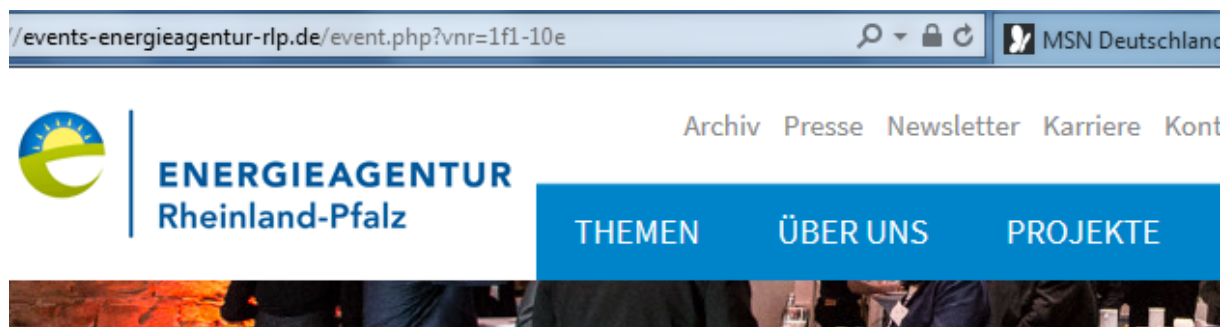 //events-energieagentur-rlp.de/event.php?vnr=1f1-10e
MSN Deutschland
Archiv Presse Newsletter Karriere Kont
ENERGIEAGENTUR
Rheinland-Pfalz
THEMEN ÜBER UNS PROJEKTE